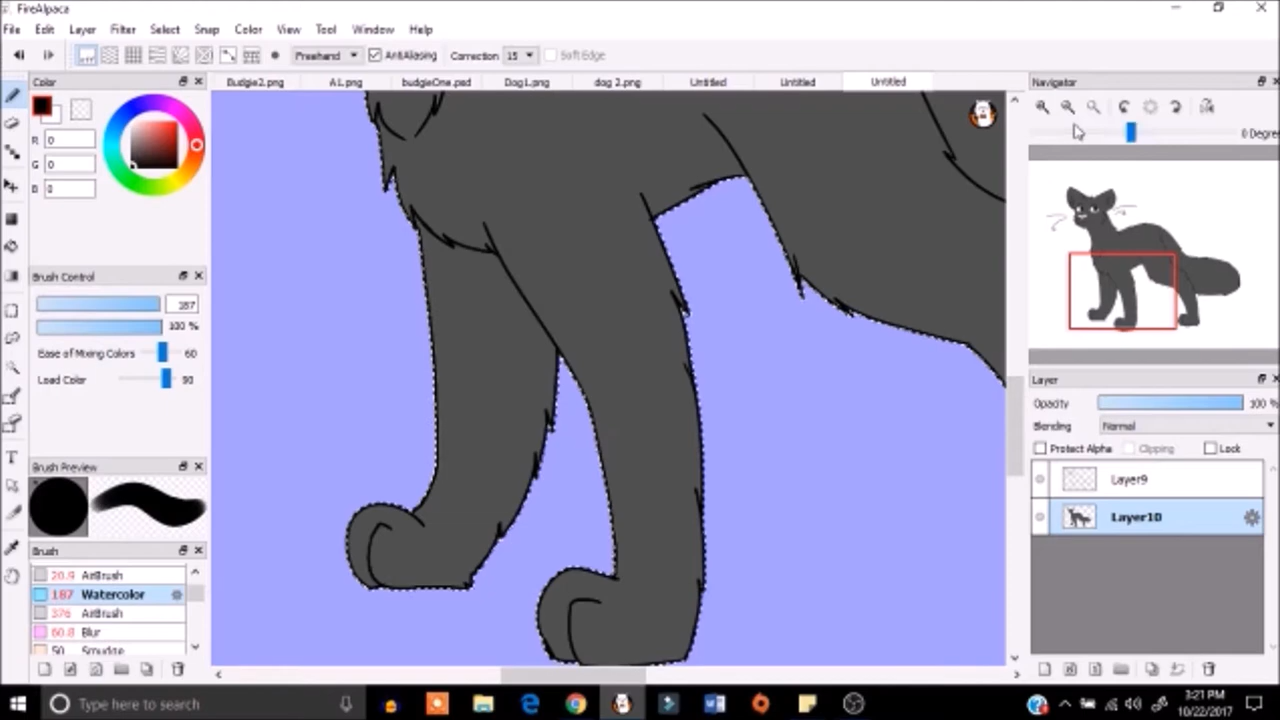 FireAlpaca
File Edit Layer Filter Select Snap Color View Tool Window Help
Freehand AntiAliasing Correction 15 Soft Edge
Color
Budgie2.png A1.png budgieOne.psd Dog1.png dog 2.png Untitled Untitled Untitled
Navigator
R 0
G 0
B 0
0 Degree
Brush Control
187
100 %
Ease of Mixing Colors 60
Load Color 90
Layer
Opacity 100 %
Blending Normal
Protect Alpha Clipping Lock
Layer9
Layer10
Brush Preview
Brush
20.9 AirBrush
187 Watercolor
376 AirBrush
60.8 Blur
50 Smudge
Type here to search
3:21 PM
10/22/2017